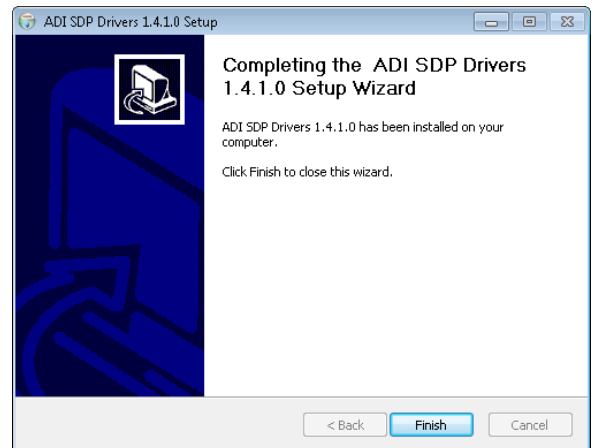 ADI SDP Drivers 1.4.1.0 Setup
Completing the ADI SDP Drivers
1.4.1.0 Setup Wizard
ADI SDP Drivers 1.4.1.0 has been installed on your
computer.
Click Finish to close this wizard.
< Back Finish Cancel